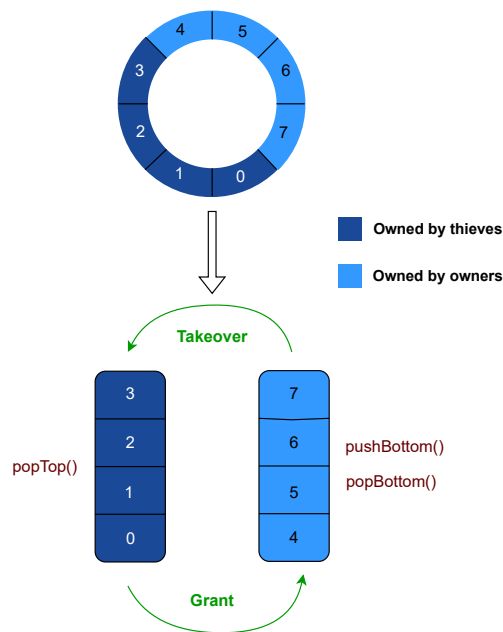 4
5
3
6
2
7
1
0
Owned by thieves
Owned by owners
Takeover
3
7
2
6
pushBottom()
popTop()
1
5
popBottom()
0
4
Grant